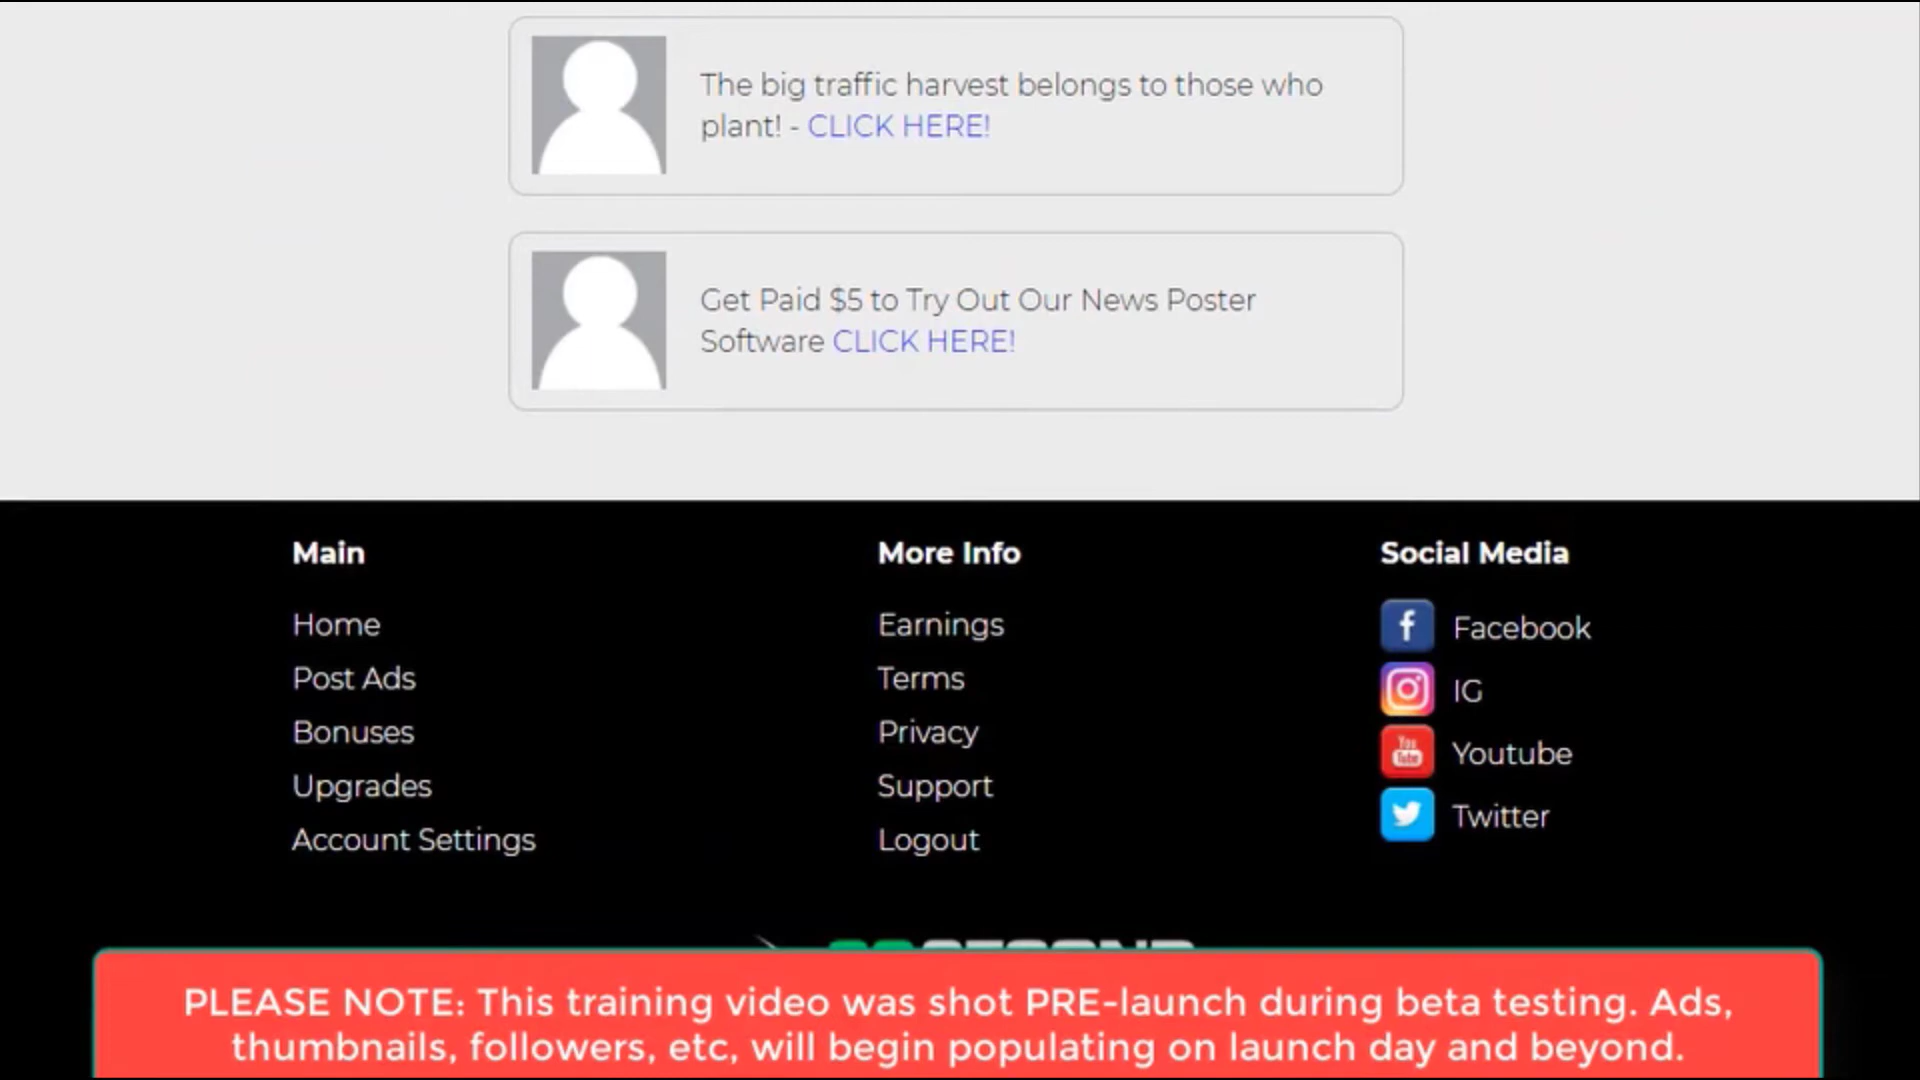 The big traffic harvest belongs to those who
plant! - CLICK HERE!
Get Paid $5 to Try Out Our News Poster
Software CLICK HERE!
Main
Home
Post Ads
Bonuses
Upgrades
Account Settings
More Info
Earnings
Terms
Privacy
Support
Logout
Social Media
Facebook
IG
You
Tube
Youtube
Twitter
PLEASE NOTE: This training video was shot PRE-launch during beta testing. Ads,
thumbnails, followers, etc, will begin populating on launch day and beyond.